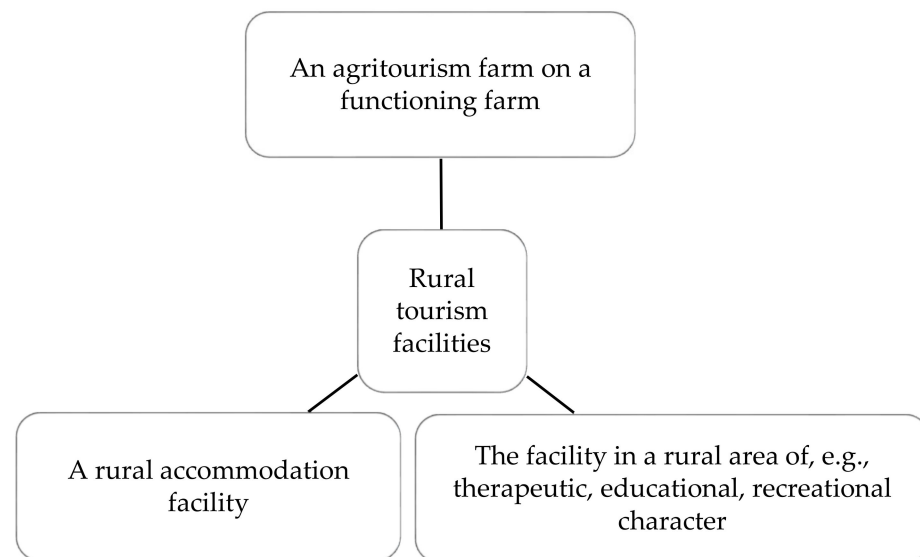 An agritourism farm on a
functioning farm
Rural
tourism
facilities
A rural accommodation
facility
The facility in a rural area of, e.g.,
therapeutic, educational, recreational
character